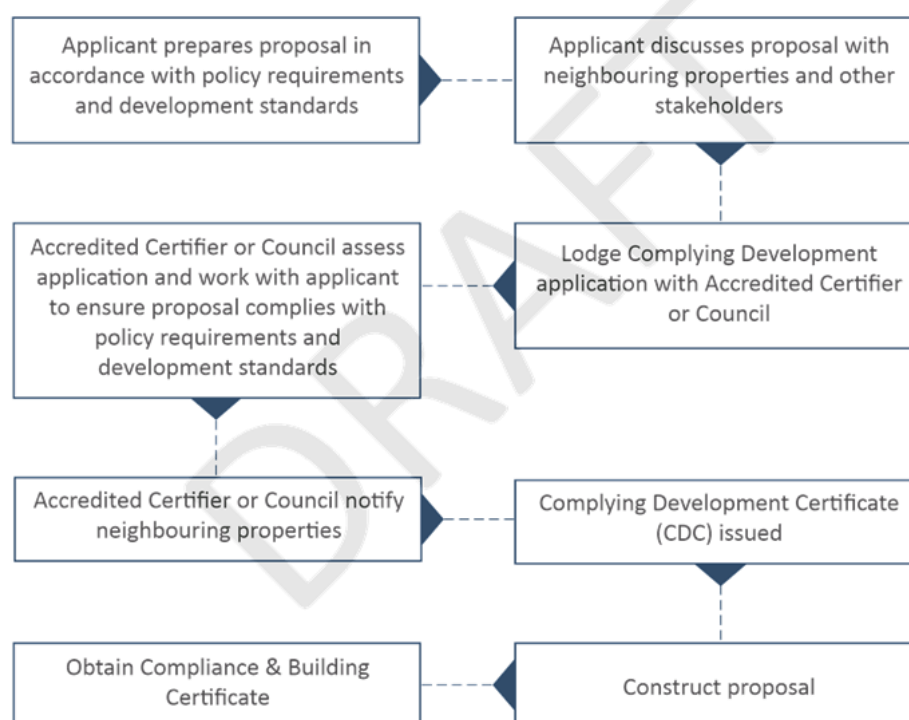 Applicant prepares proposal in
accordance with policy requirements
and development standards
Applicant discusses proposal with
neighbouring properties and other
stakeholders
Lodge Complying Development
application with Accredited Certifier
or Council
Accredited Certifier or Council assess
application and work with applicant
to ensure proposal complies with
policy requirements and
development standards
Accredited Certifier or Council notify
neighbouring properties
Complying Development Certificate
(CDC) issued
Construct proposal
Obtain Compliance & Building
Certificate
DRAFT